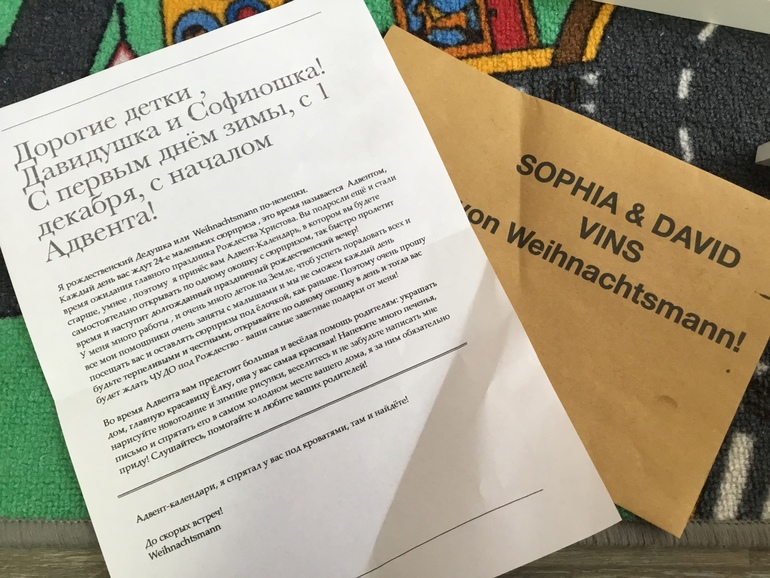 Дорогие детки ,
Давидушка и Софиюшка!
С первым днём зимы, с 1
декабря, с началом
Адвента!
Я рождественский Дедушка или Weihnachtsmann по-немецки.
Каждый день вас ждут 24-е маленьких сюрприза , это время называется Адвентом,
время ожидания главного праздника Рождества Христова. Вы подросли ещё и стали
старше, умнее , поэтому я принёс вам Адвент-Календарь, в котором вы будете
самостоятельно открывать по одному окошку с сюрпризом, так быстро пролетит
время и наступит долгожданный праздничный рождественский вечер!
У меня много работы , и очень много деток на Земле, чтоб успеть порадовать всех и
все мои помощники очень заняты с малышами и мы не сможем каждый день
посещать вас и оставлять сюрпризы под ёлочкой, как раньше. Поэтому очень прошу
будьте терпеливыми и честными, открывайте по одному окошку в день и тогда вас
будет ждать ЧУДО под Рождество - ваши самые заветные подарки от меня!
Во время Адвента вам предстоит большая и весёлая помощь родителям: украшать
дом, главную красавицу Ёлку, она у вас самая красивая! Напеките много печенья,
нарисуйте новогодние и зимние рисунки, веселитесь и не забудьте написать мне
письмо и спрятать его в самом холодном месте вашего дома, я за ним обязательно
приду! Слушайтесь, помогайте и любите ваших родителей!
Адвент-календари, я спрятал у вас под кроватями, там и найдёте!
До скорых встреч!
Weihnachtsmann
SOPHIA & DAVID
VINS
von Weihnachtsmann!